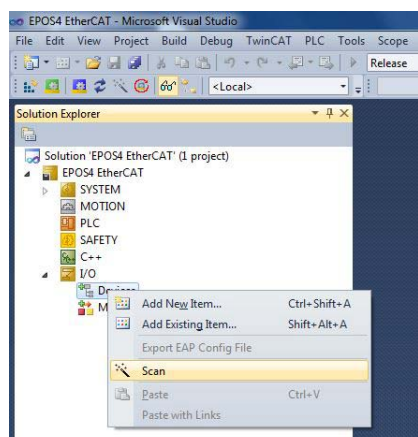 EPOS4 EtherCAT - Microsoft Visual Studio
File Edit View Project Build Debug TwinCAT PLC Tools Scope
Release
<Local>
Solution Explorer
Solution 'EPOS4 EtherCAT' (1 project)
EPOS4 EtherCAT
SYSTEM
MOTION
PLC
SAFETY
C++
I/O
Devices
M
Add New Item... Ctrl+Shift+A
Add Existing Item... Shift+Alt+A
Export EAP Config File
Scan
Paste Ctrl+V
Paste with Links